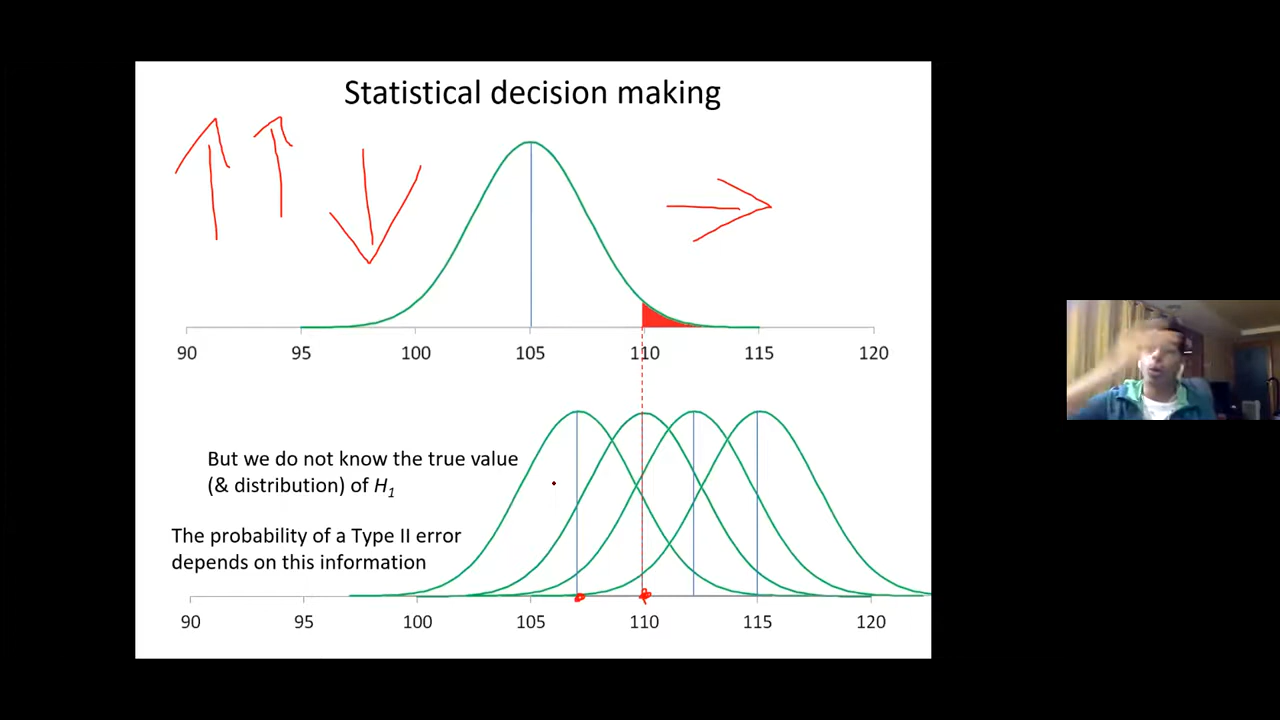 Statistical decision making
90 95 100 105 110 115 120
But we do not know the true value
(& distribution) of H1
The probability of a Type II error
depends on this information
90 95 100 105 110 115 120